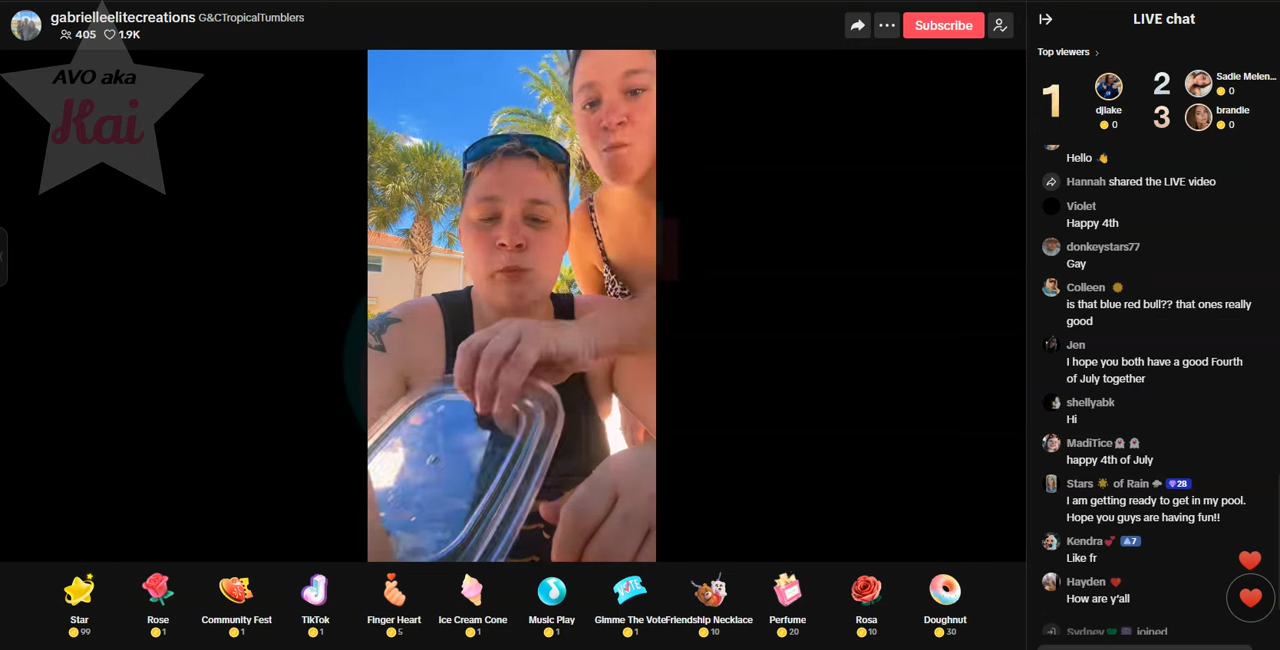 gabrielleelitecreations G&CTropicalTumblers
405 1.9K
Subscribe
AVO aka
Kai
LIVE chat
Top viewers
1
djlake
0
2
Sadie Melen...
0
3
brandie
0
Hello
Hannah shared the LIVE video
Violet
Happy 4th
donkeystars77
Gay
Colleen
is that blue red bull?? that ones really
good
Jen
I hope you both have a good Fourth
of July together
shellyabk
Hi
MadiTice
happy 4th of July
Stars of Rain 28
I am getting ready to get in my pool.
Hope you guys are having fun!!
Kendra 7
Like fr
Hayden
How are y'all
Sydney joined
Star
99
Rose
1
Community Fest
1
TikTok
1
Finger Heart
5
Ice Cream Cone
1
Music Play
1
Gimme The Vote
1
Friendship Necklace
10
Perfume
20
Rosa
10
Doughnut
30